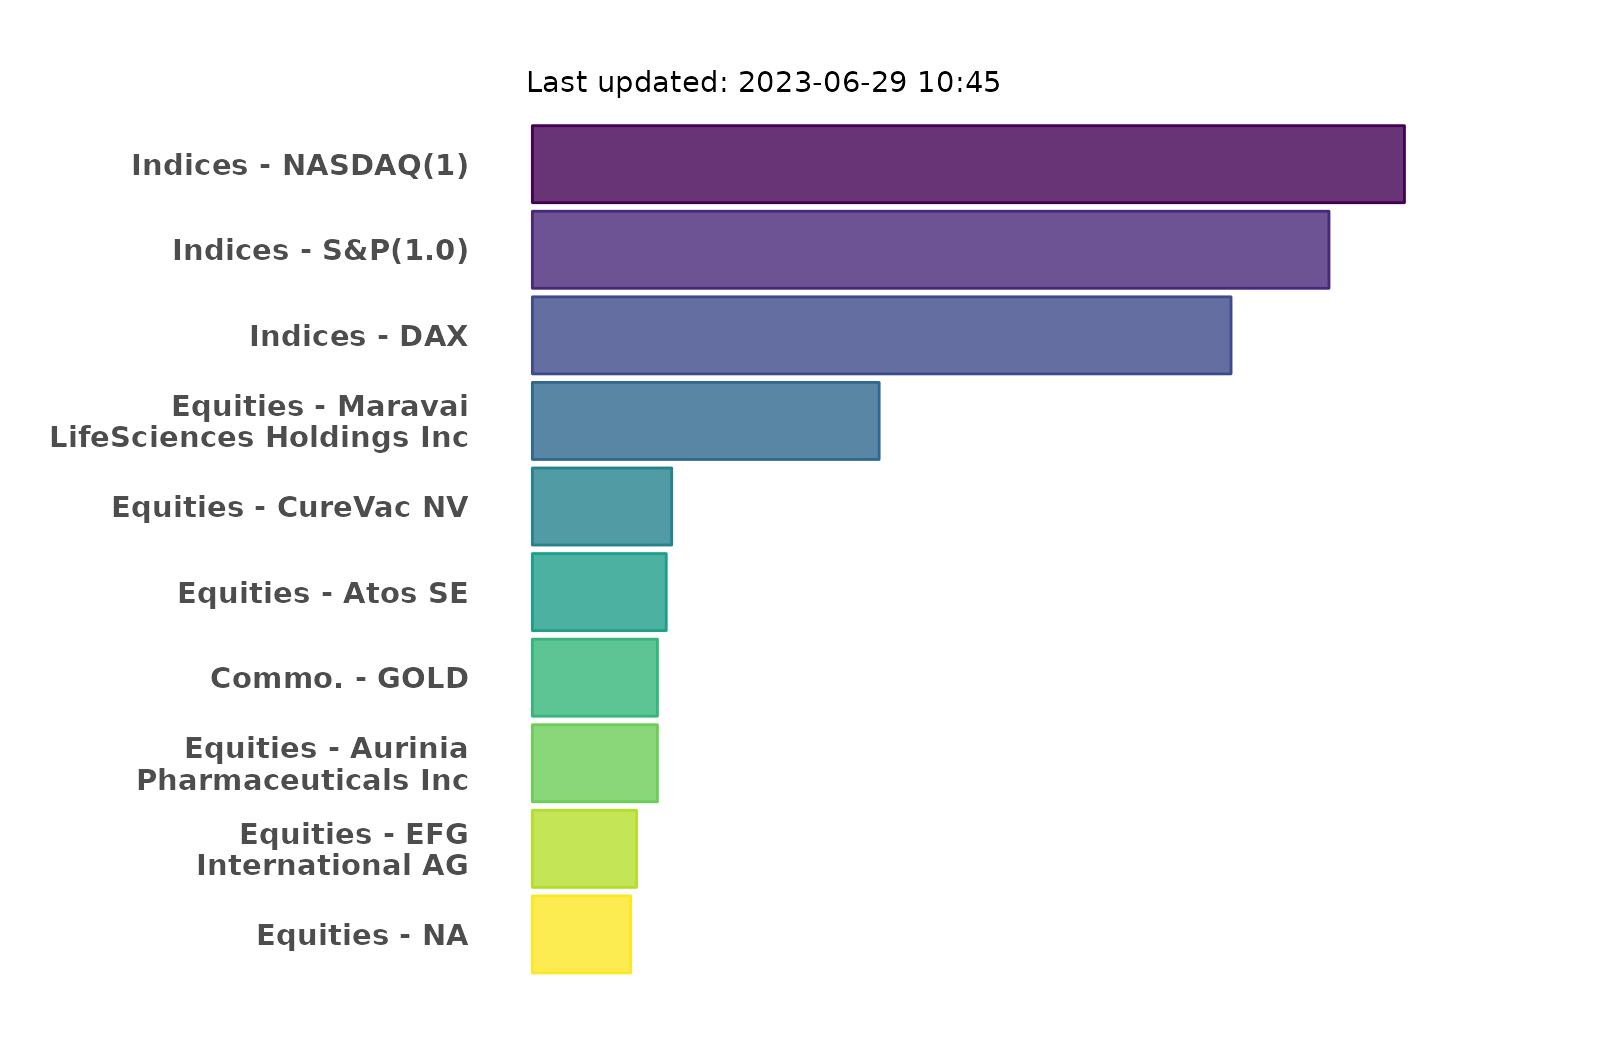 Last updated: 2023-06-29 10:45
Indices - NASDAQ(1)
Indices - S&P(1.0)
Indices - DAX
Equities - Maravai
LifeSciences Holdings Inc
Equities - CureVac NV
Equities - Atos SE
Commo. - GOLD
Equities - Aurinia
Pharmaceuticals Inc
Equities - EFG
International AG
Equities - NA